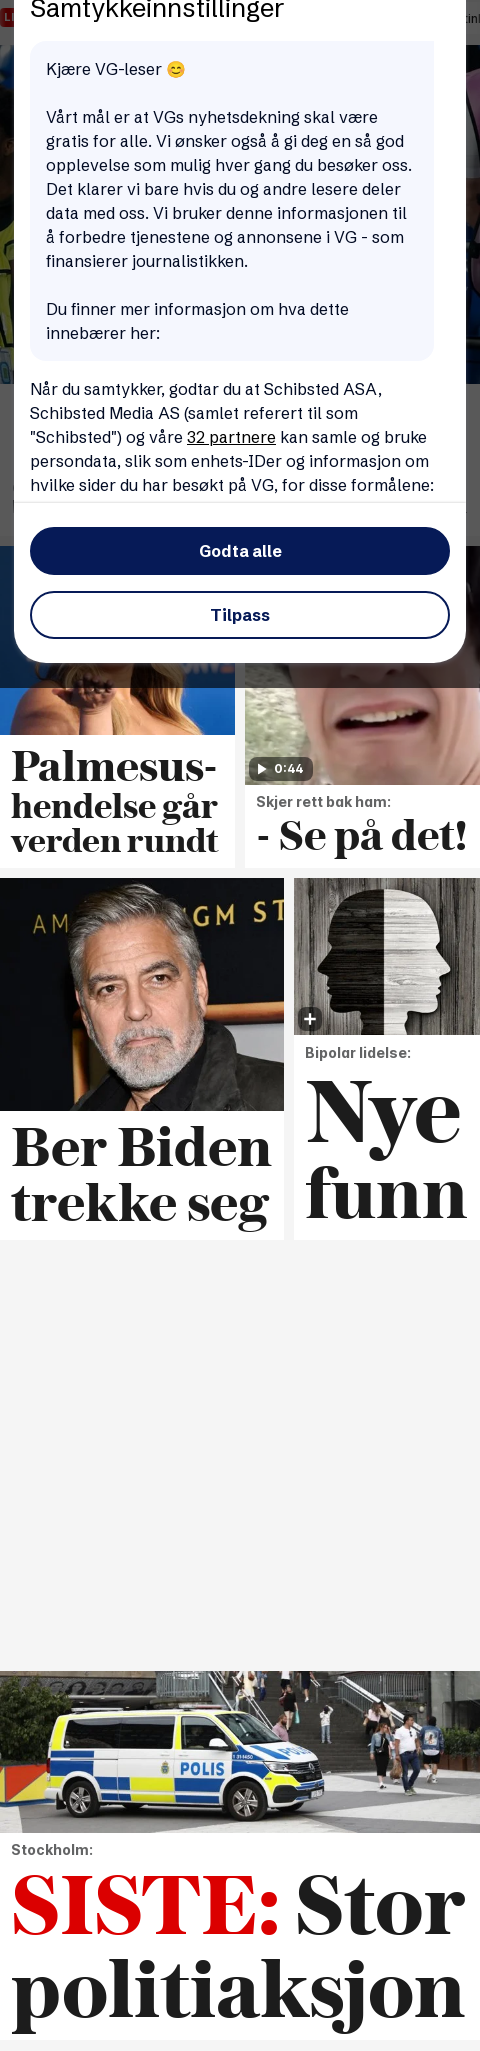 Samtykkeinnstillinger
Kjære VG-leser 😊
Vårt mål er at VGs nyhetsdekning skal være
gratis for alle. Vi ønsker også å gi deg en så god
opplevelse som mulig hver gang du besøker oss.
Det klarer vi bare hvis du og andre lesere deler
data med oss. Vi bruker denne informasjonen til
å forbedre tjenestene og annonsene i VG - som
finansierer journalistikken.
Du finner mer informasjon om hva dette
innebærer her:
Når du samtykker, godtar du at Schibsted ASA,
Schibsted Media AS (samlet referert til som
"Schibsted") og våre 32 partnere kan samle og bruke
persondata, slik som enhets-IDer og informasjon om
hvilke sider du har besøkt på VG, for disse formålene:
Godta alle
Tilpass
Palmesus-
hendelse går
verden rundt
0:44
Skjer rett bak ham:
- Se på det!
Ber Biden
trekke seg
Bipolar lidelse:
Nye
funn
POLIS
POLIS
Stockholm:
SISTE: Stor
politiaksjon